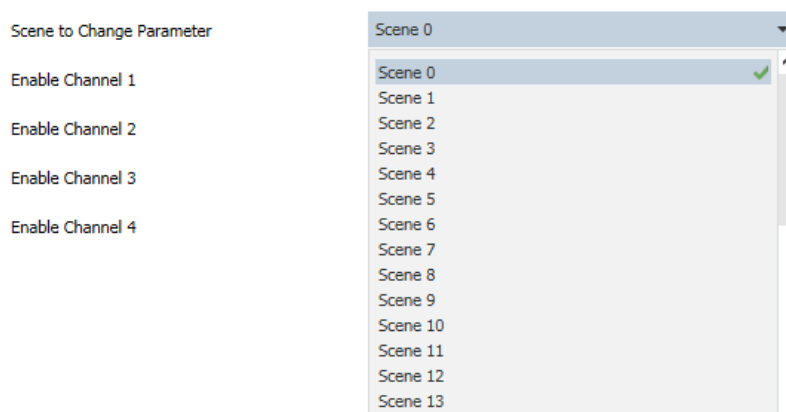 Scene to Change Parameter
Scene 0
Enable Channel 1
Enable Channel 2
Enable Channel 3
Enable Channel 4
Scene 0
Scene 1
Scene 2
Scene 3
Scene 4
Scene 5
Scene 6
Scene 7
Scene 8
Scene 9
Scene 10
Scene 11
Scene 12
Scene 13